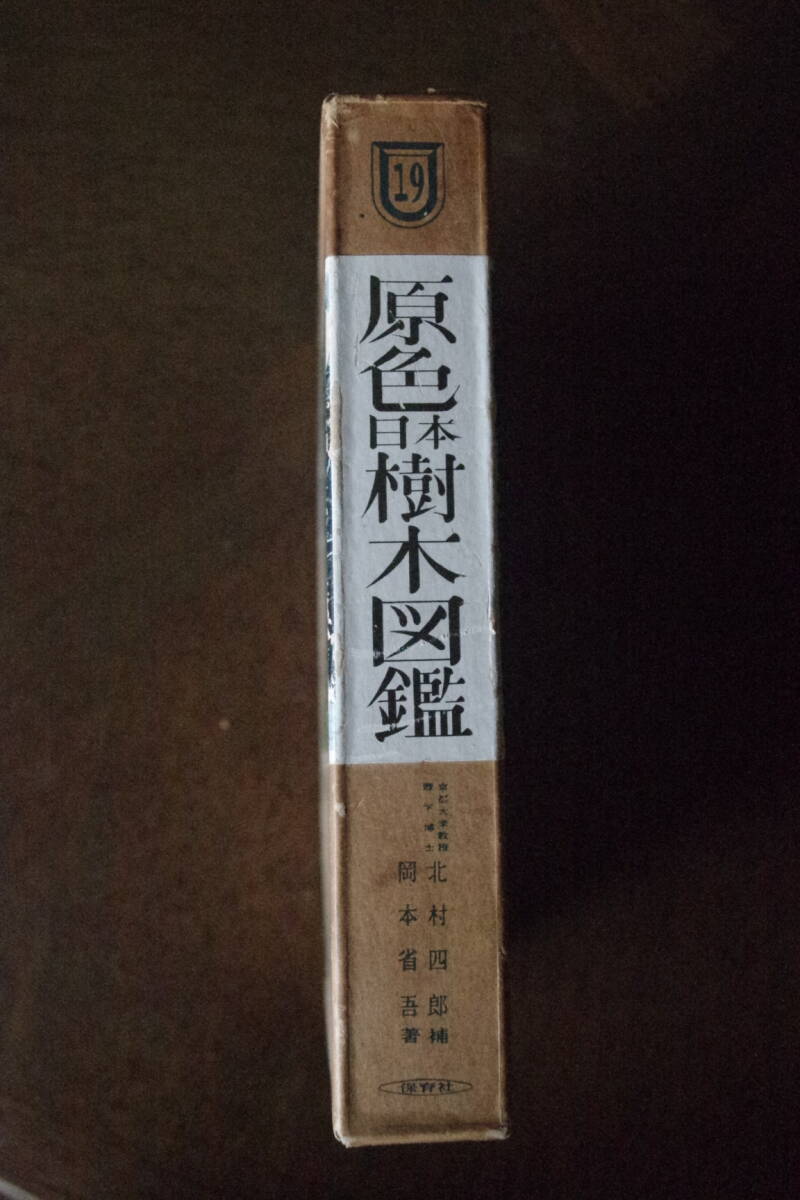 19
原色
日本
樹木図鑑
京都大学教授
理学博士
北村四郎補
岡本省吾著
保育社